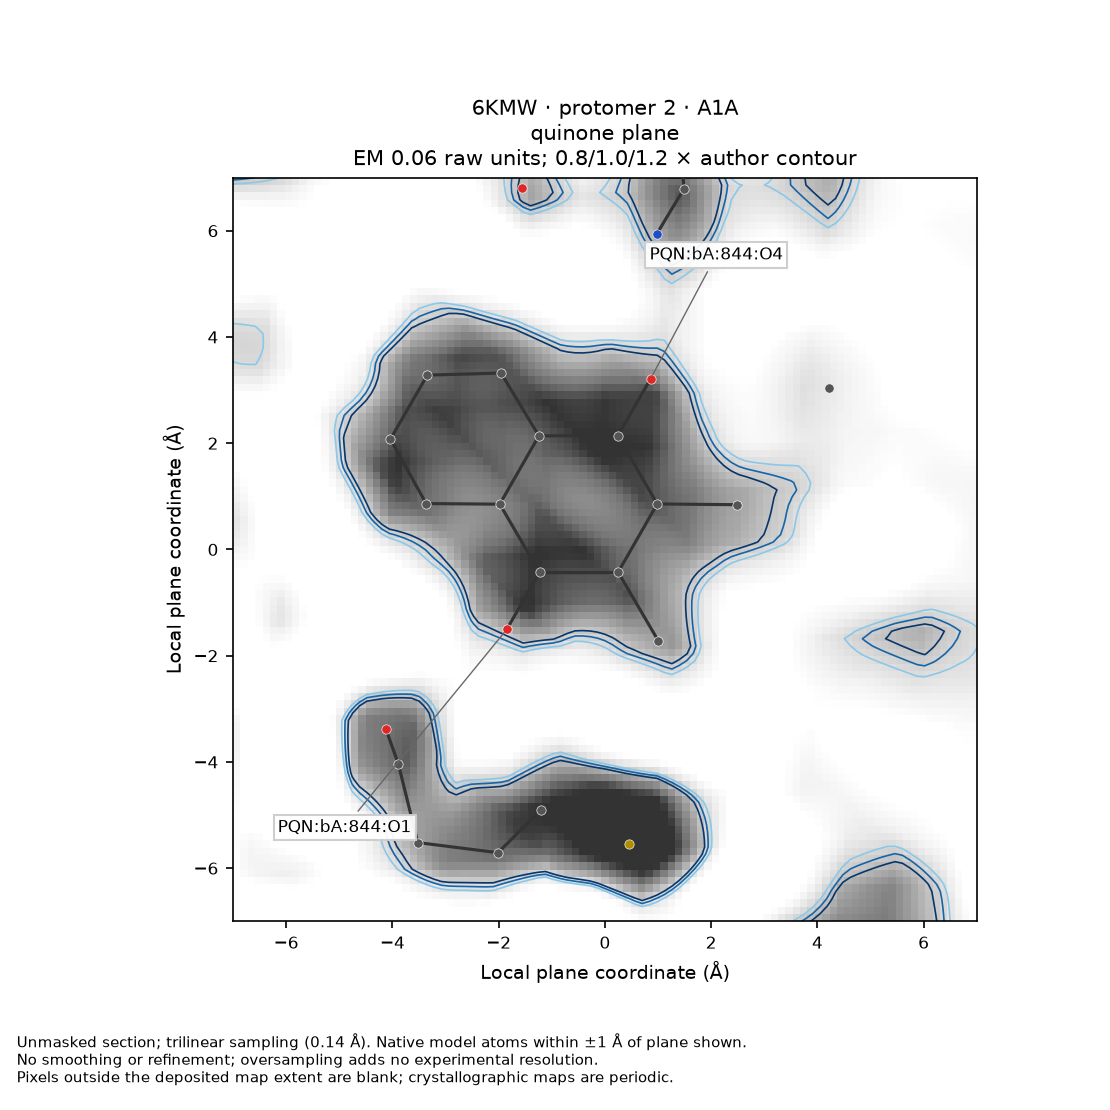 6KMW · protomer 2 · A1A
quinone plane
EM 0.06 raw units; 0.8/1.0/1.2 × author contour
PQN:bA:844:O4
PQN:bA:844:O1
6
4
2
0
−2
−4
−6
Local plane coordinate (Å)
−6 −4 −2 0 2 4 6
Local plane coordinate (Å)
Unmasked section; trilinear sampling (0.14 Å). Native model atoms within ±1 Å of plane shown.
No smoothing or refinement; oversampling adds no experimental resolution.
Pixels outside the deposited map extent are blank; crystallographic maps are periodic.